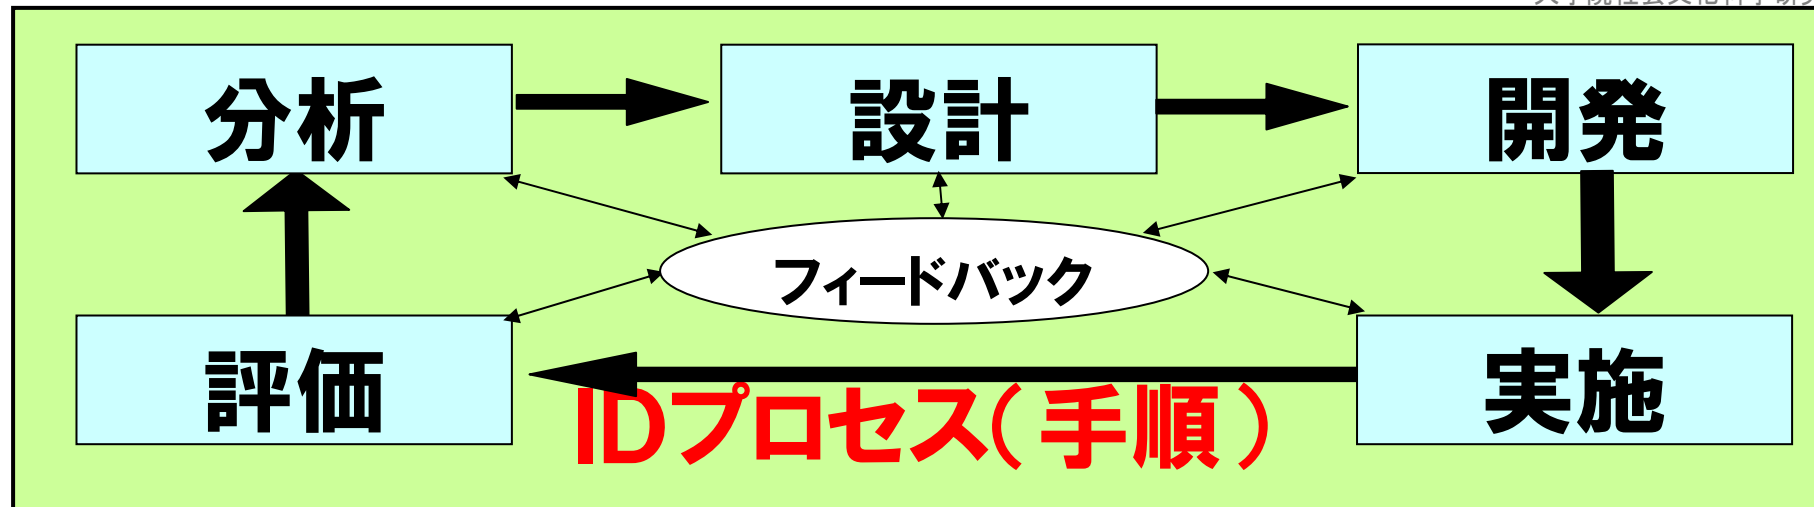 分析
設計
開発
フィードバック
評価
実施
IDプロセス(手順)